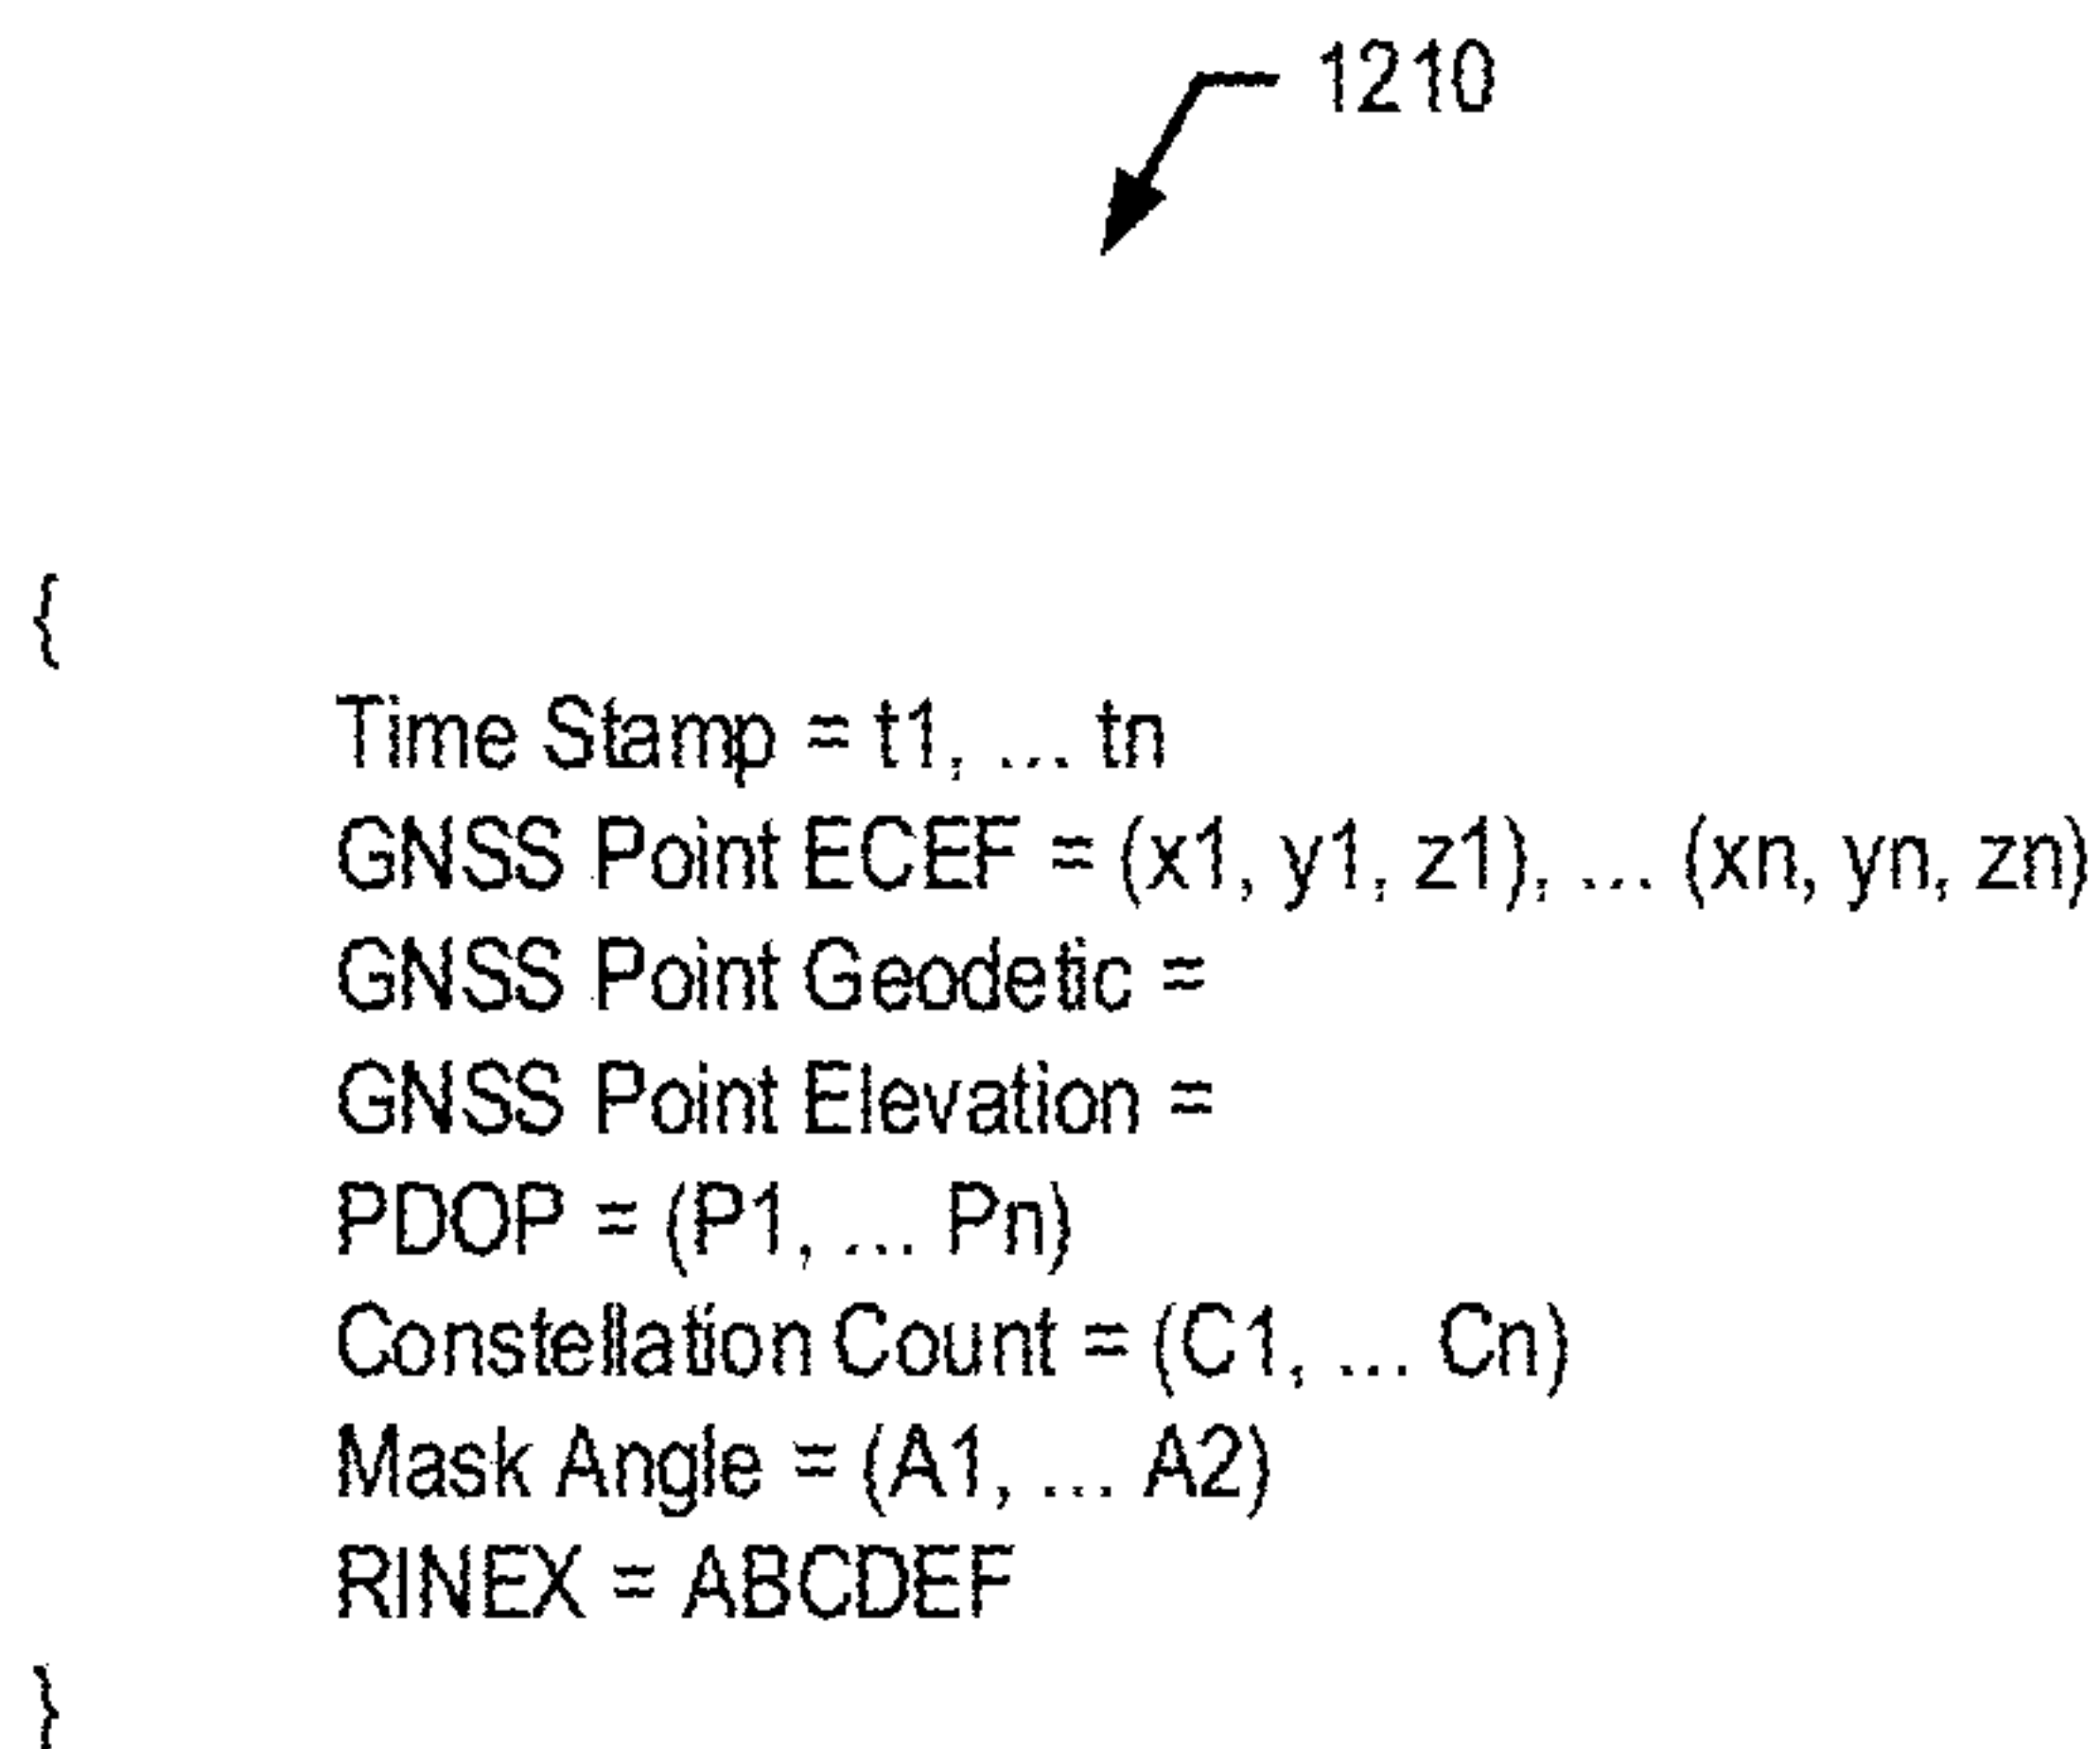 1210
{
Time Stamp = t1, ... tn
GNSS Point ECEF = (x1, y1, z1), ... (xn, yn, zn)
GNSS Point Geodetic =
GNSS Point Elevation =
PDOP = (P1, ... Pn)
Constellation Count = (C1, ... Cn)
Mask Angle = (A1, ... A2)
RINEX = ABCDEF
}